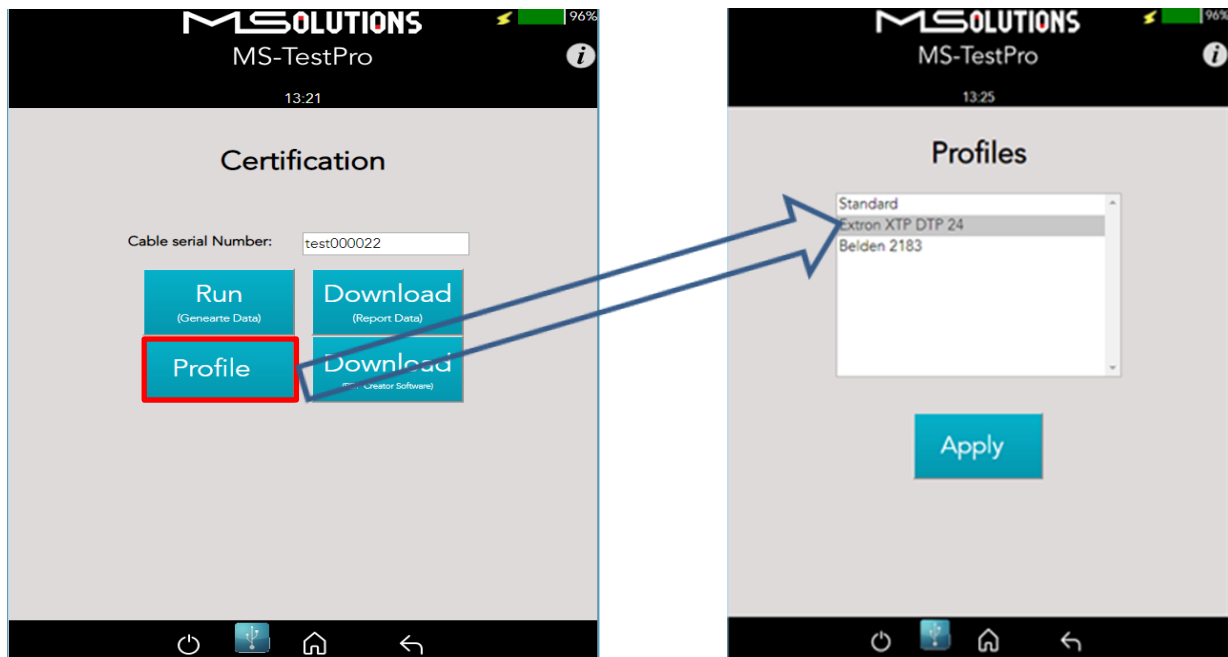 MSOLUTIONS
96%
MS-TestPro
i
13:21
Certification
Cable serial Number:
test000022
Run
(Genearte Data)
Download
(Report Data)
Profile
Download
Creator Software)
MSOLUTIONS
96%
MS-TestPro
i
13:25
Profiles
Standard
Extron XTP DTP 24
Belden 2183
Apply